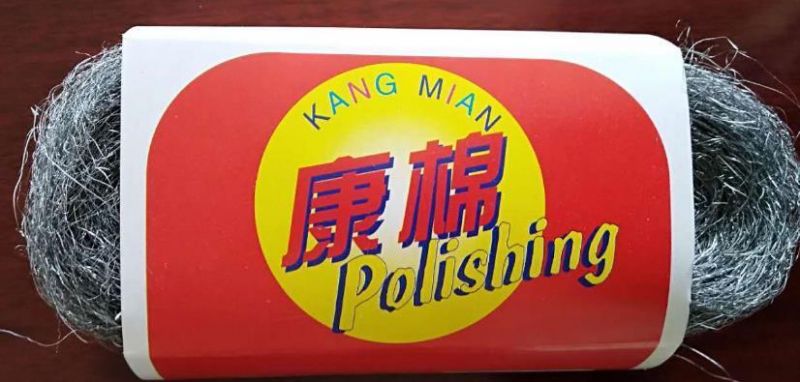 KANG MIAN
康棉
Polishing